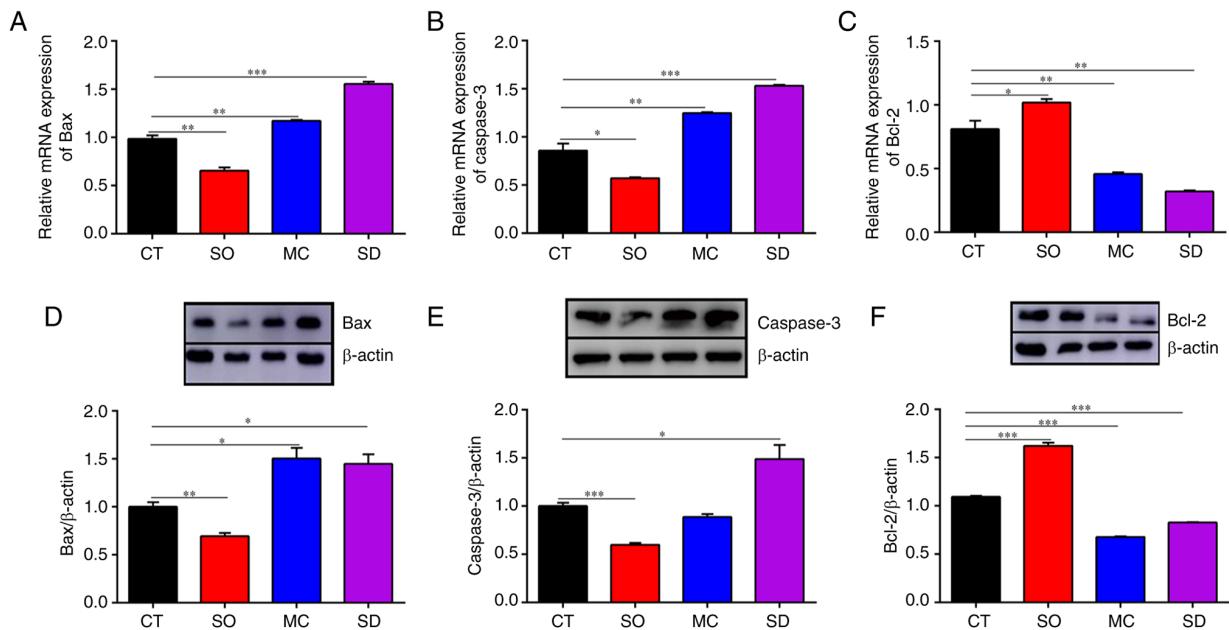 A
Relative mRNA expression
of Bax
2.0
1.5
1.0
0.5
0.0
***
**
**
CT SO MC SD
B
Relative mRNA expression
of caspase-3
2.0
1.5
1.0
0.5
0.0
***
**
*
CT SO MC SD
C
Relative mRNA expression
of Bcl-2
1.5
1.0
0.5
0.0
**
**
*
CT SO MC SD
D
Bax
β-actin
Bax/β-actin
2.0
1.5
1.0
0.5
0.0
*
*
**
CT SO MC SD
E
Caspase-3
β-actin
Caspase-3/β-actin
2.0
1.5
1.0
0.5
0.0
*
***
CT SO MC SD
F
Bcl-2
β-actin
Bcl-2/β-actin
2.0
1.5
1.0
0.5
0.0
***
***
***
CT SO MC SD